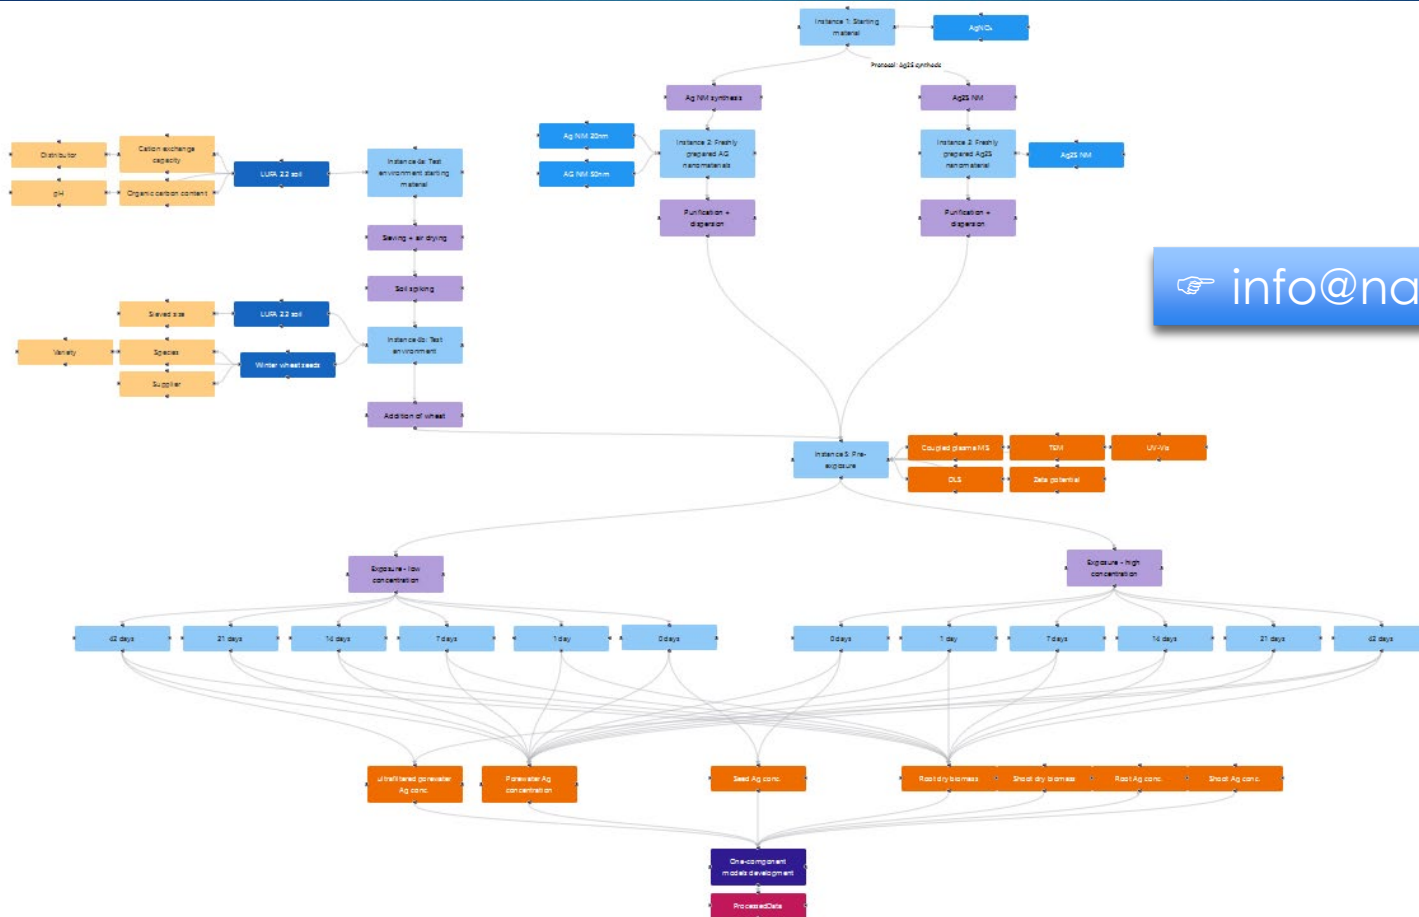 Instance 1: Starting
material
AgNO₃
Protocol: Ag2S synthesis
Ag NM synthesis
Ag2S NM
Ag NM 20nm
AG NM 50nm
Instance 2: Freshly
prepared AG
nanomaterials
Instance 2: Freshly
prepared Ag2S
nanomaterial
Ag2S NM
Distributor
Cation exchange
capacity
pH
Organic carbon content
LUFA 2.2 soil
Instance 4a: Test
environment starting
material
Purification +
dispersion
Purification +
dispersion
Sieving + air drying
Soil spiking
☞ info@na
Sieved size
LUFA 2.2 soil
Variety
Species
Supplier
Winter wheat seeds
Instance 4b: Test
environment
Addition of wheat
Instance 5: Pre-
exposure
Coupled plasma MS
TEM
UV-Vis
DLS
Zeta potential
Exposure - low
concentration
Exposure - high
concentration
42 days
21 days
14 days
7 days
1 day
0 days
0 days
1 day
7 days
14 days
21 days
42 days
ultrafiltered porewater
Ag conc.
Porewater Ag
concentration
Seed Ag conc.
Root dry biomass
Shoot dry biomass
Root Ag conc.
Shoot Ag conc.
One-component
models development
ProcessedData